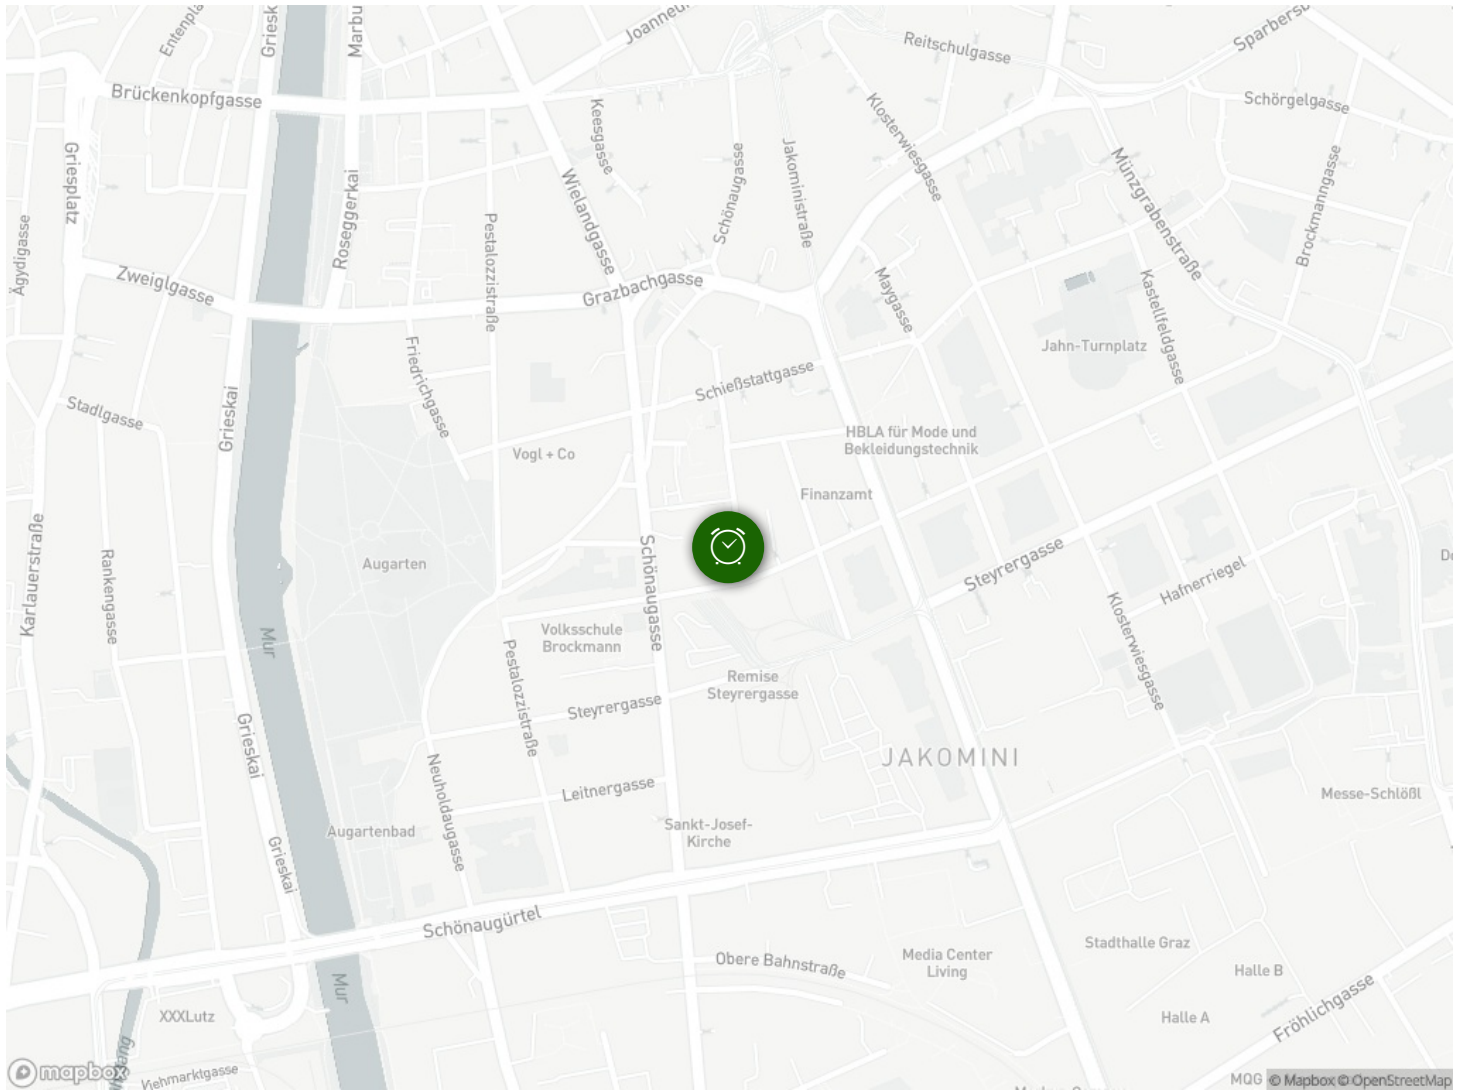 Entenpla
Grieskai
Marbu
Joanneu
Reitschulgasse
Sparbersb
Brückenkopfgasse
Keesgasse
Klosterwiesgasse
Schörgelgasse
Griesplatz
Jakoministraße
Schönaugasse
Münzgrabenstraße
Brockmanngasse
Ägydigasse
Roseggerkai
Wielandgasse
Pestalozzistraße
Zweiglgasse
Grazbachgasse
Maygasse
Kastellfeldgasse
Jahn-Turnplatz
Friedrichgasse
Schießstattgasse
Stadlgasse
Grieskai
Vogl + Co
HBLA für Mode und
Bekleidungstechnik
Finanzamt
Karlauerstraße
Rankengasse
Augarten
Schönaugasse
Steyrergasse
Hafnerriegel
Klosterwiesgasse
Mur
Volksschule
Brockmann
Remise
Steyrergasse
Pestalozzistraße
Steyrergasse
Grieskai
JAKOMINI
Neuholdaugasse
Leitnergasse
Messe-Schlößl
Augartenbad
Sankt-Josef-
Kirche
Grieskai
Schönaugürtel
Stadthalle Graz
Media Center
Living
Obere Bahnstraße
Halle B
Mur
XXXLutz
Halle A
Fröhlichgasse
mapbox
Viehmarktgasse
MQG
© Mapbox © OpenStreetMap